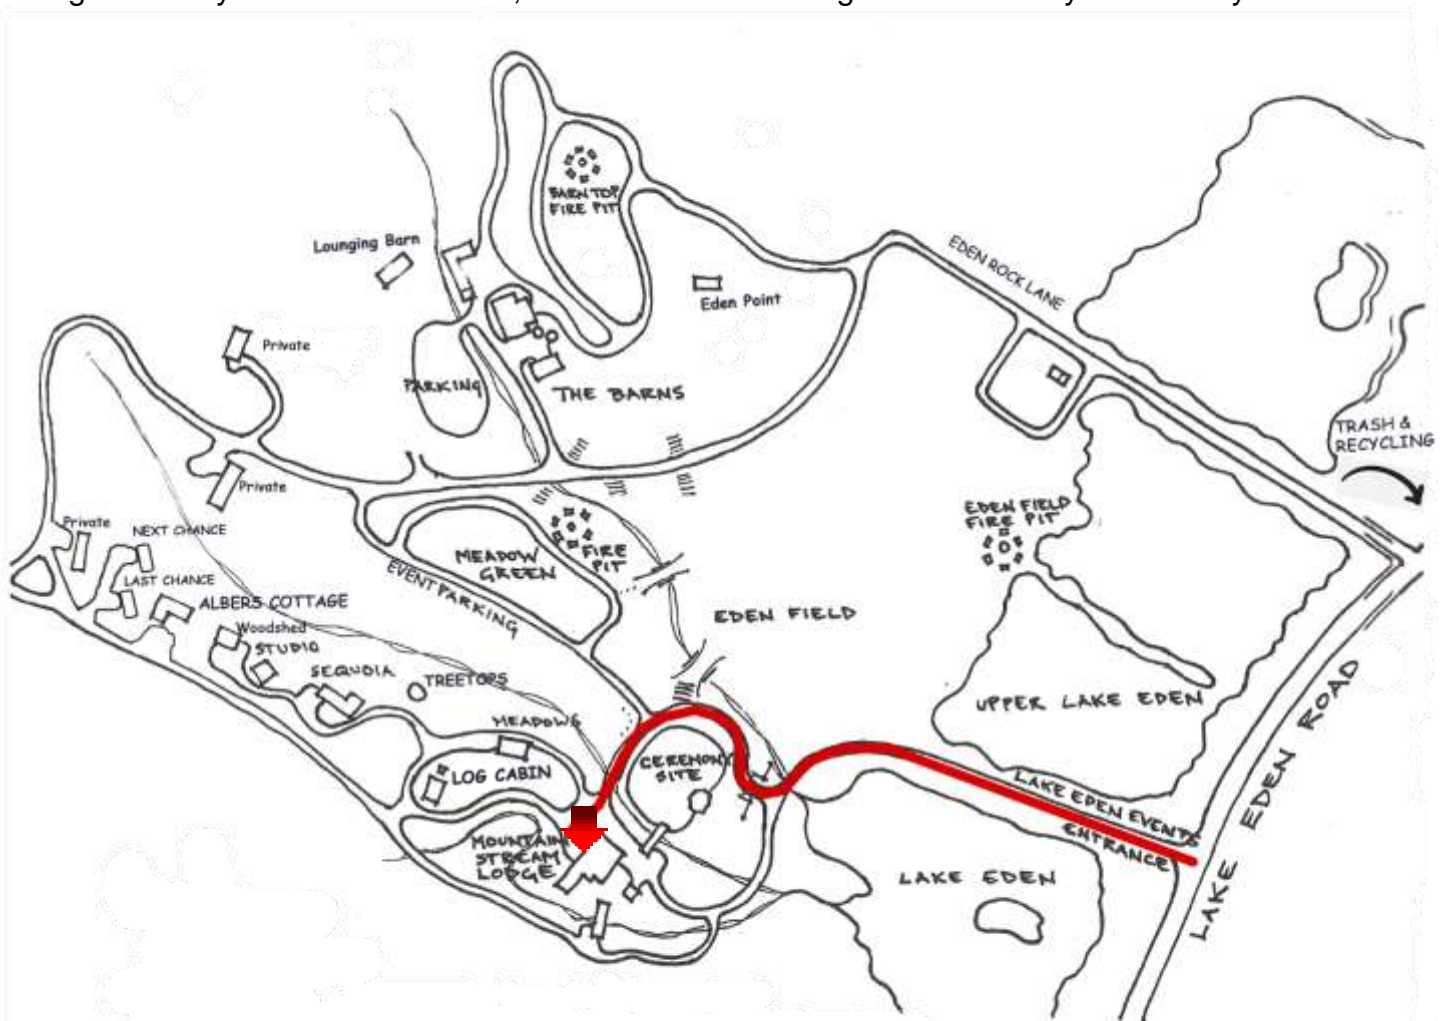 BARN TOP
FIRE PIT
Lounging Barn
EDEN ROCK LANE
Eden Point
Private
PARKING
THE BARNS
TRASH &
RECYCLING
Private
EDEN FIELD
FIRE PIT
Private
NEXT CHANCE
MEADOW
GREEN
FIRE
PIT
LAST CHANCE
EVENT PARKING
ALBERS COTTAGE
EDEN FIELD
Woodshed
STUDIO
SEQUOIA
TREETOPS
UPPER LAKE EDEN
MEADOWS
CEREMONY
SITE
LOG CABIN
LAKE EDEN EVENTS
ENTRANCE
LAKE EDEN ROAD
MOUNTAIN
STREAM
LODGE
LAKE EDEN